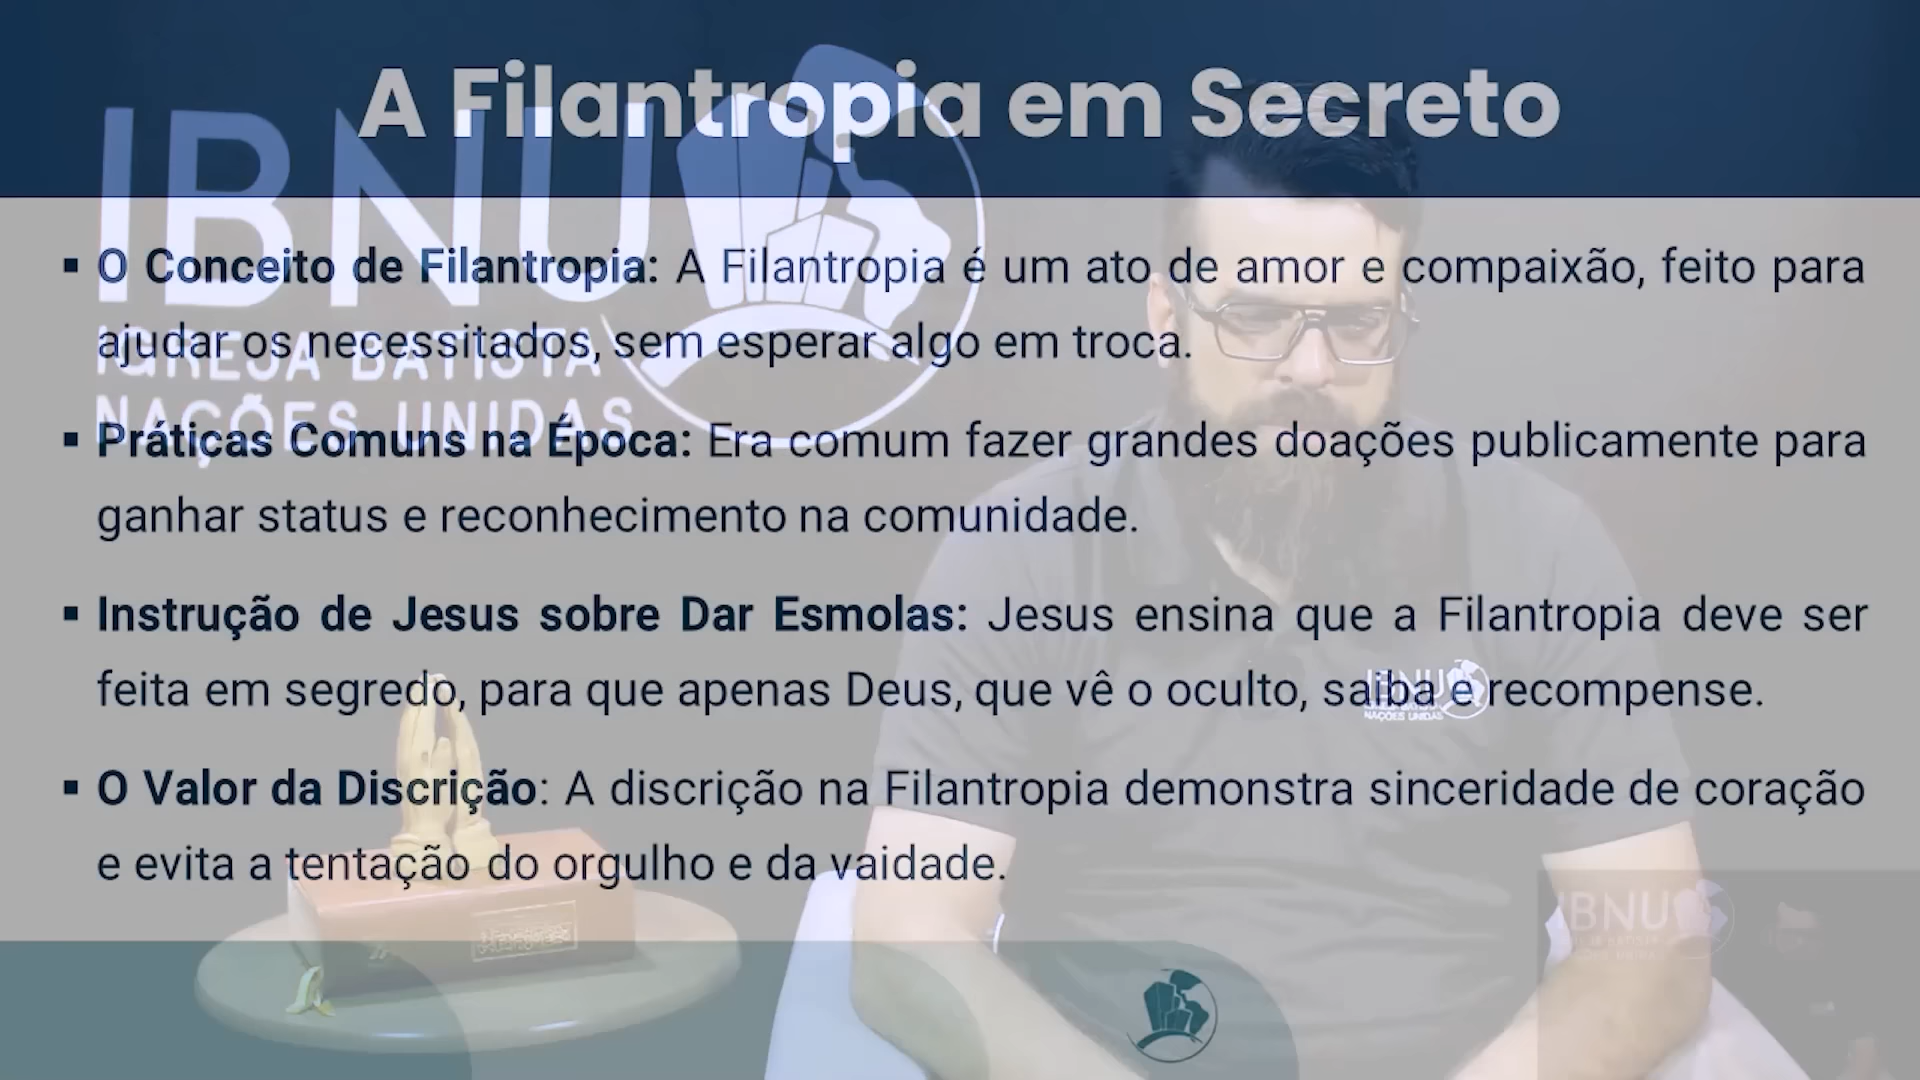 A Filantropia em Secreto
IBNU
IGREJA BATISTA
NAÇÕES UNIDAS
▪ O Conceito de Filantropia: A Filantropia é um ato de amor e compaixão, feito para
ajudar os necessitados, sem esperar algo em troca.
▪ Práticas Comuns na Época: Era comum fazer grandes doações publicamente para
ganhar status e reconhecimento na comunidade.
▪ Instrução de Jesus sobre Dar Esmolas: Jesus ensina que a Filantropia deve ser
feita em segredo, para que apenas Deus, que vê o oculto, saiba e recompense.
IBNU
NAÇÕES UNIDAS
▪ O Valor da Discrição: A discrição na Filantropia demonstra sinceridade de coração
e evita a tentação do orgulho e da vaidade.
IBNU